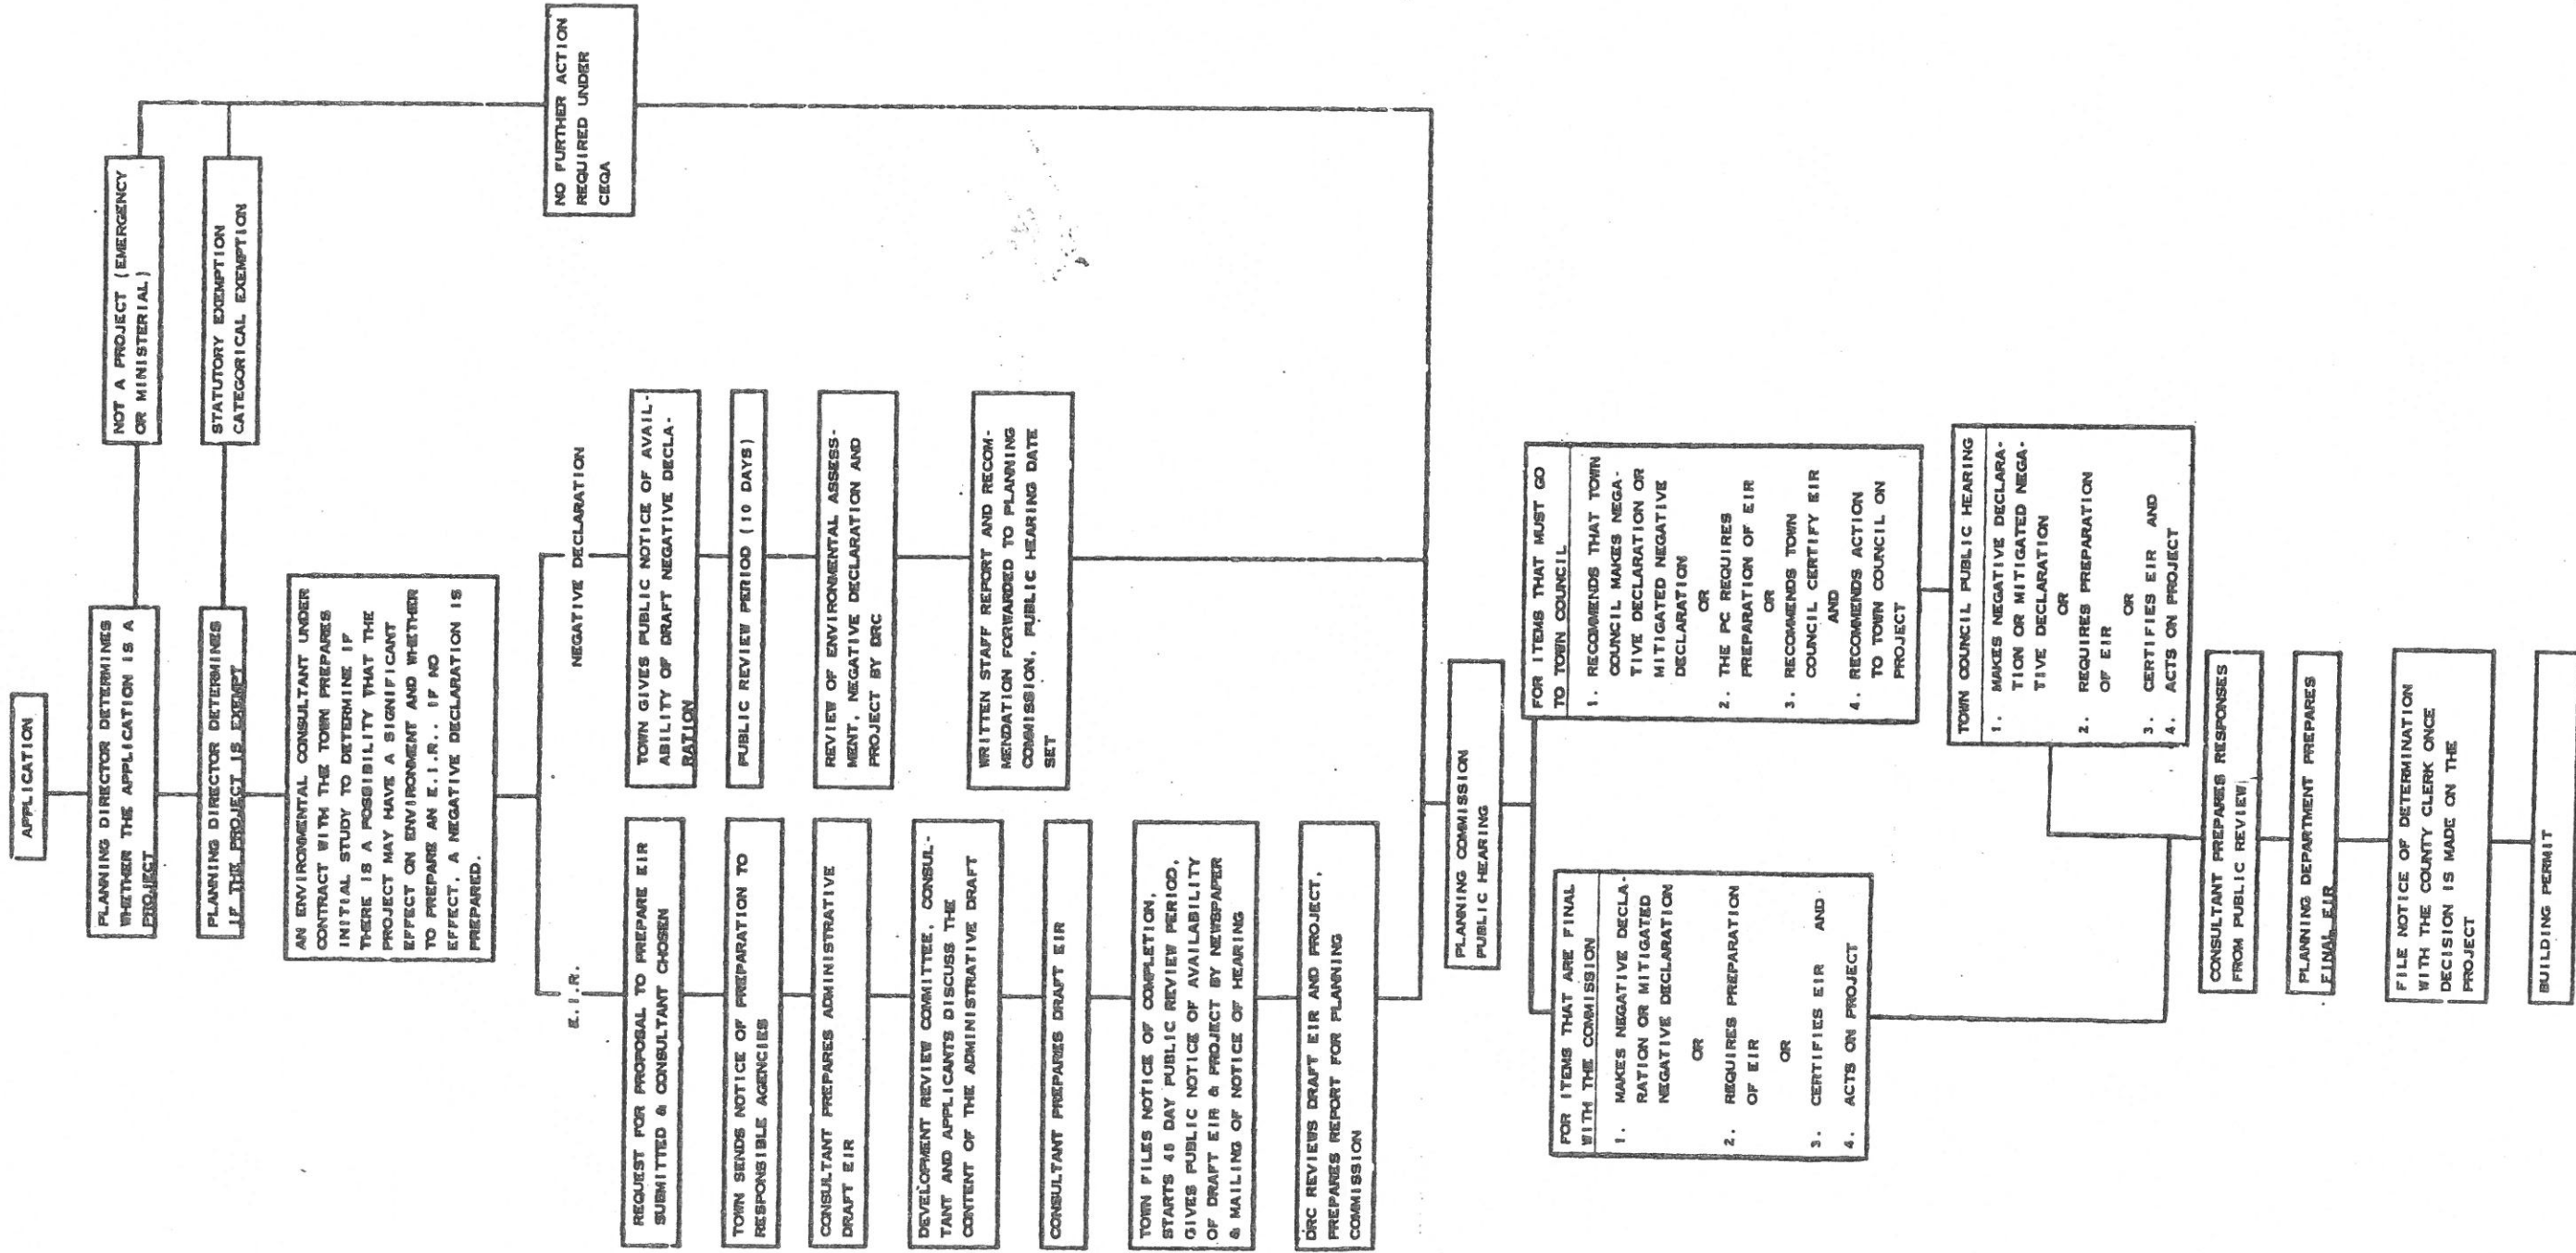 APPLICATION
PLANNING DIRECTOR DETERMINES
WHETHER THE APPLICATION IS A
PROJECT
NOT A PROJECT (EMERGENCY
OR MINISTERIAL)
PLANNING DIRECTOR DETERMINES
IF THE PROJECT IS EXEMPT
STATUTORY EXEMPTION
CATEGORICAL EXEMPTION
AN ENVIRONMENTAL CONSULTANT UNDER
CONTRACT WITH THE TOWN PREPARES
INITIAL STUDY TO DETERMINE IF
THERE IS A POSSIBILITY THAT THE
PROJECT MAY HAVE A SIGNIFICANT
EFFECT ON ENVIRONMENT AND WHETHER
TO PREPARE AN E.I.R.. IF NO
EFFECT, A NEGATIVE DECLARATION IS
PREPARED.
NO FURTHER ACTION
REQUIRED UNDER
CEQA
E.I.R.
NEGATIVE DECLARATION
REQUEST FOR PROPOSAL TO PREPARE EIR
SUBMITTED & CONSULTANT CHOSEN
TOWN SENDS NOTICE OF PREPARATION TO
RESPONSIBLE AGENCIES
CONSULTANT PREPARES ADMINISTRATIVE
DRAFT EIR
DEVELOPMENT REVIEW COMMITTEE, CONSUL-
TANT AND APPLICANTS DISCUSS THE
CONTENT OF THE ADMINISTRATIVE DRAFT
CONSULTANT PREPARES DRAFT EIR
TOWN FILES NOTICE OF COMPLETION,
STARTS 45 DAY PUBLIC REVIEW PERIOD,
GIVES PUBLIC NOTICE OF AVAILABILITY
OF DRAFT EIR & PROJECT BY NEWSPAPER
& MAILING OF NOTICE OF HEARING
DRC REVIEWS DRAFT EIR AND PROJECT,
PREPARES REPORT FOR PLANNING
COMMISSION
TOWN GIVES PUBLIC NOTICE OF AVAIL-
ABILITY OF DRAFT NEGATIVE DECLA-
RATION
PUBLIC REVIEW PERIOD (10 DAYS)
REVIEW OF ENVIRONMENTAL ASSESS-
MENT, NEGATIVE DECLARATION AND
PROJECT BY DRC
WRITTEN STAFF REPORT AND RECOM-
MENDATION FORWARDED TO PLANNING
COMMISSION, PUBLIC HEARING DATE
SET
PLANNING COMMISSION
PUBLIC HEARING
FOR ITEMS THAT ARE FINAL
WITH THE COMMISSION
1. MAKES NEGATIVE DECLA-
RATION OR MITIGATED
NEGATIVE DECLARATION
OR
2. REQUIRES PREPARATION
OF EIR
OR
3. CERTIFIES EIR AND
4. ACTS ON PROJECT
FOR ITEMS THAT MUST GO
TO TOWN COUNCIL
1. RECOMMENDS THAT TOWN
COUNCIL MAKES NEGA-
TIVE DECLARATION OR
MITIGATED NEGATIVE
DECLARATION
OR
2. THE PC REQUIRES
PREPARATION OF EIR
OR
3. RECOMMENDS TOWN
COUNCIL CERTIFY EIR
AND
4. RECOMMENDS ACTION
TO TOWN COUNCIL ON
PROJECT
TOWN COUNCIL PUBLIC HEARING
1. MAKES NEGATIVE DECLARA-
TION OR MITIGATED NEGA-
TIVE DECLARATION
OR
2. REQUIRES PREPARATION
OF EIR
OR
3. CERTIFIES EIR AND
4. ACTS ON PROJECT
CONSULTANT PREPARES RESPONSES
FROM PUBLIC REVIEW
PLANNING DEPARTMENT PREPARES
FINAL EIR
FILE NOTICE OF DETERMINATION
WITH THE COUNTY CLERK ONCE
DECISION IS MADE ON THE
PROJECT
BUILDING PERMIT